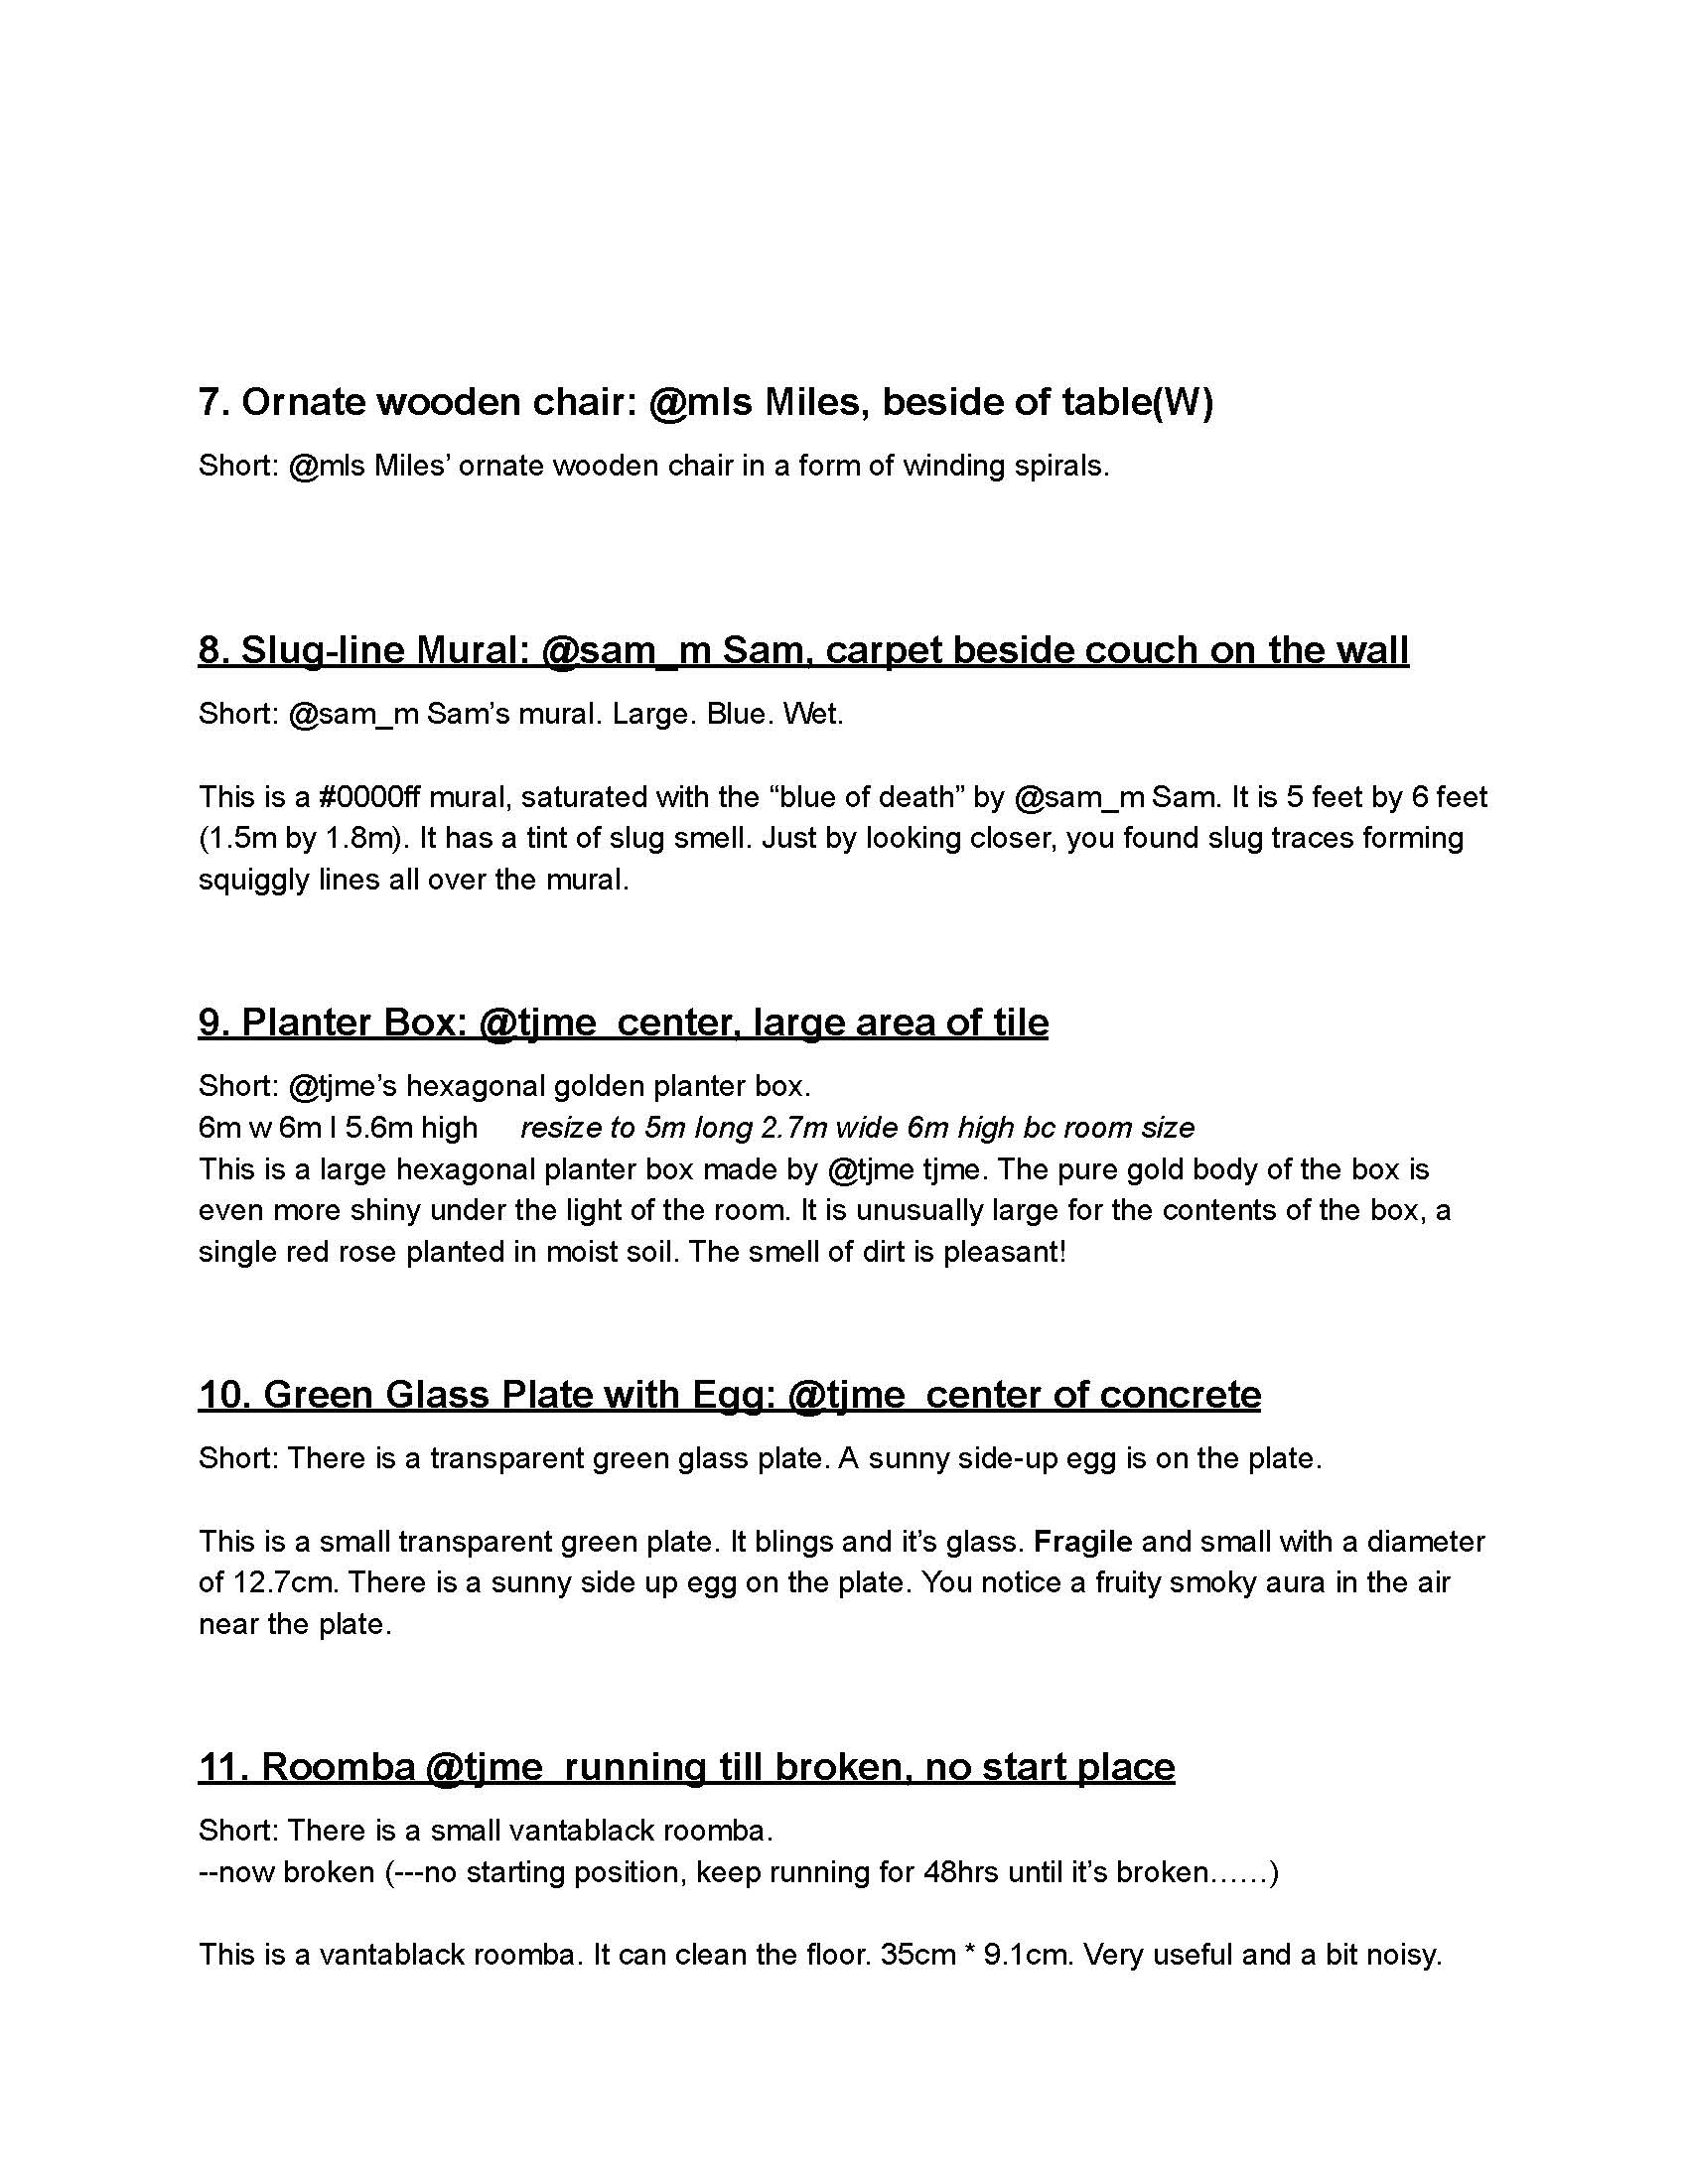 7. Ornate wooden chair: @mls Miles, beside of table(W)
Short: @mls Miles’ ornate wooden chair in a form of winding spirals.
8. Slug-line Mural: @sam_m Sam, carpet beside couch on the wall
Short: @sam_m Sam’s mural. Large. Blue. Wet.
This is a #0000ff mural, saturated with the “blue of death” by @sam_m Sam. It is 5 feet by 6 feet
(1.5m by 1.8m). It has a tint of slug smell. Just by looking closer, you found slug traces forming
squiggly lines all over the mural.
9. Planter Box: @tjme  center, large area of tile
Short: @tjme’s hexagonal golden planter box.
6m w 6m l 5.6m high     resize to 5m long 2.7m wide 6m high bc room size
This is a large hexagonal planter box made by @tjme tjme. The pure gold body of the box is
even more shiny under the light of the room. It is unusually large for the contents of the box, a
single red rose planted in moist soil. The smell of dirt is pleasant!
10. Green Glass Plate with Egg: @tjme  center of concrete
Short: There is a transparent green glass plate. A sunny side-up egg is on the plate.
This is a small transparent green plate. It blings and it’s glass. Fragile and small with a diameter
of 12.7cm. There is a sunny side up egg on the plate. You notice a fruity smoky aura in the air
near the plate.
11. Roomba @tjme  running till broken, no start place
Short: There is a small vantablack roomba.
--now broken (---no starting position, keep running for 48hrs until it’s broken……)
This is a vantablack roomba. It can clean the floor. 35cm * 9.1cm. Very useful and a bit noisy.